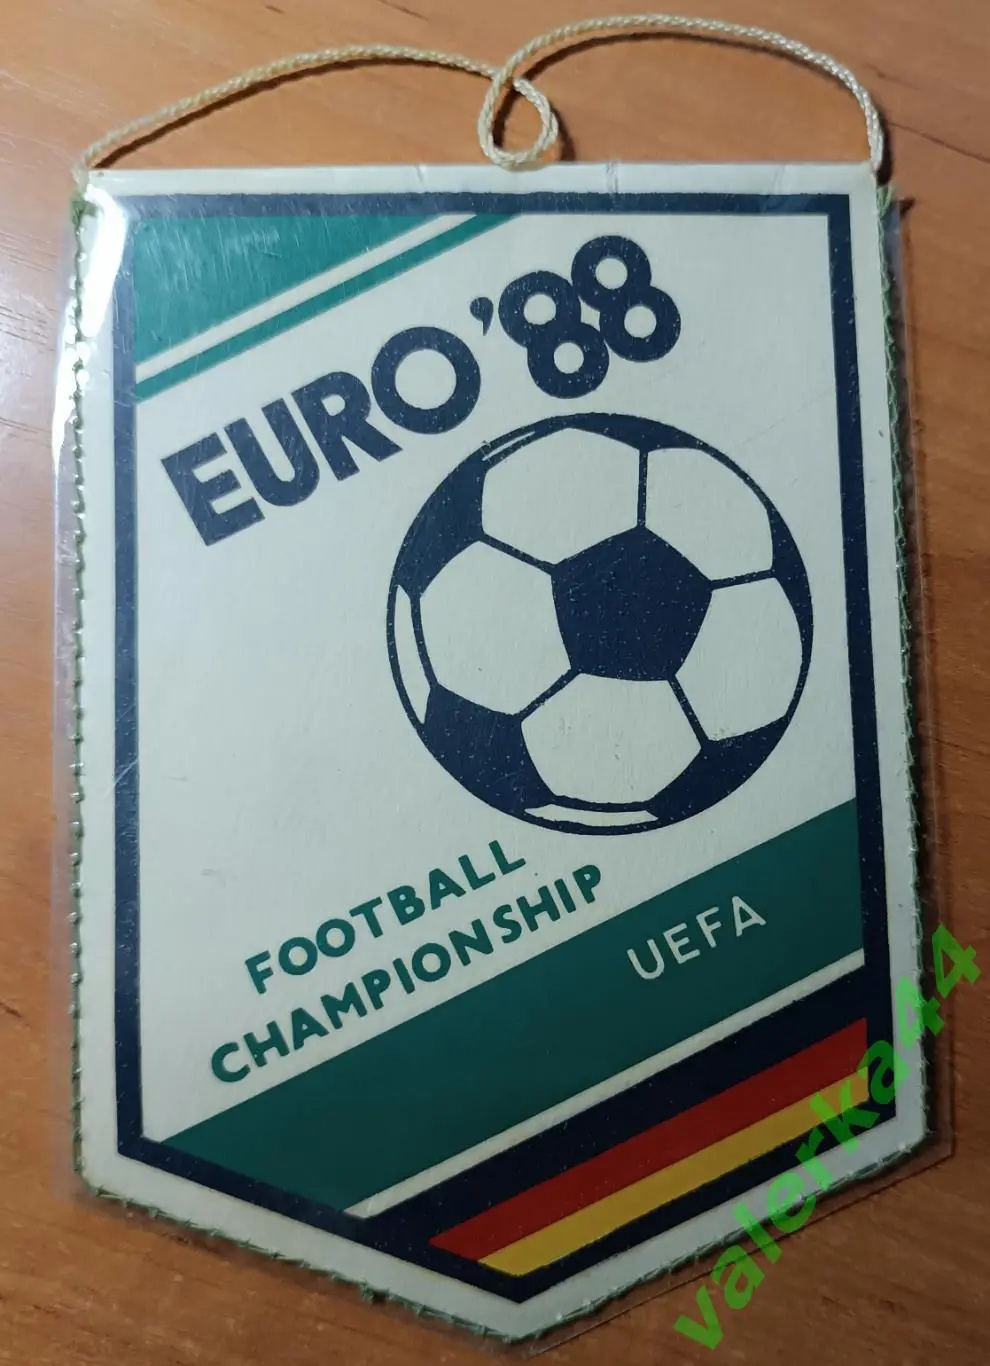 EURO '88
FOOTBALL
CHAMPIONSHIP
UEFA
valerka44